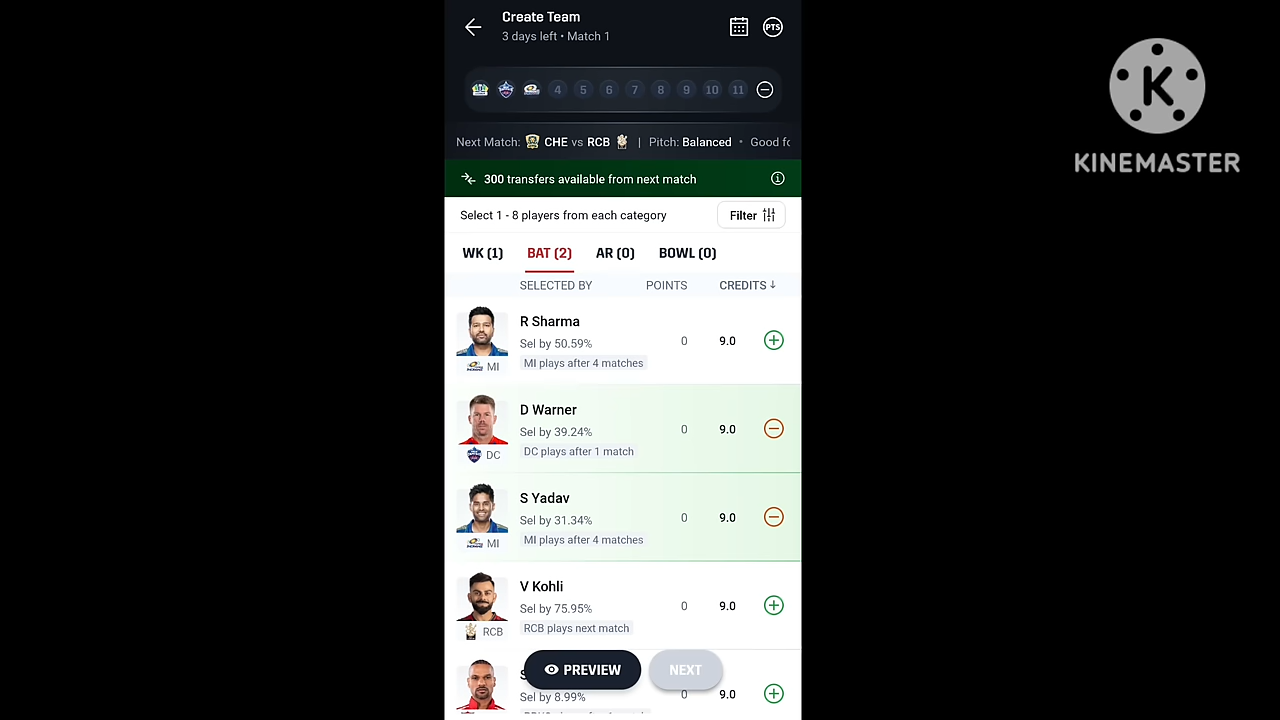 Create Team
3 days left • Match 1
PTS
4 5 6 7 8 9 10 11
Next Match: CHE vs RCB | Pitch: Balanced • Good fo
300 transfers available from next match
Select 1 - 8 players from each category
Filter
WK (1) BAT (2) AR (0) BOWL (0)
SELECTED BY POINTS CREDITS ↓
R Sharma
Sel by 50.59% 0 9.0
MI MI plays after 4 matches
D Warner
Sel by 39.24% 0 9.0
DC DC plays after 1 match
S Yadav
Sel by 31.34% 0 9.0
MI MI plays after 4 matches
V Kohli
Sel by 75.95% 0 9.0
RCB RCB plays next match
PREVIEW NEXT
Sel by 8.99% 0 9.0
K
KINEMASTER